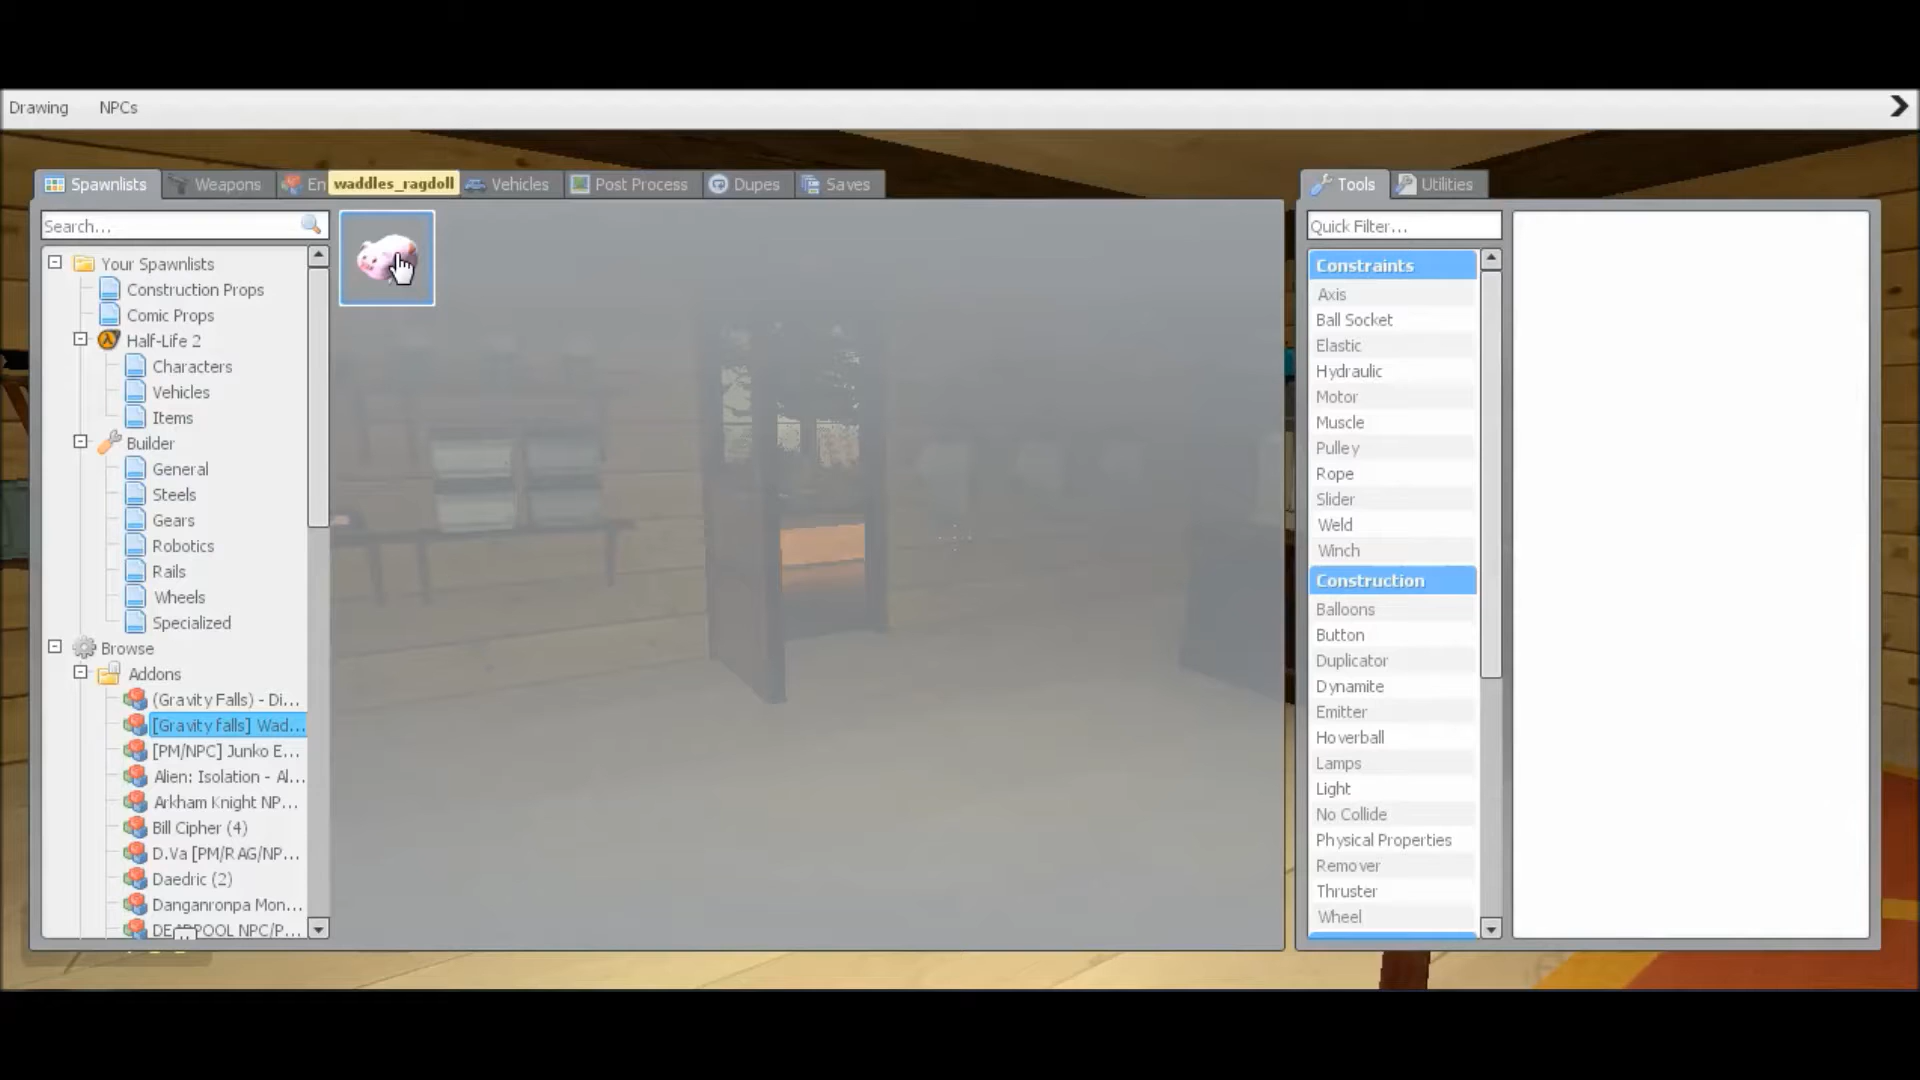 Drawing NPCs
Spawnlists Weapons En waddles_ragdoll Vehicles Post Process Dupes Saves
Search...
Your Spawnlists
Construction Props
Comic Props
Half-Life 2
Characters
Vehicles
Items
Builder
General
Steels
Gears
Robotics
Rails
Wheels
Specialized
Browse
Addons
(Gravity Falls) - Di...
[Gravity falls] Wad...
[PM/NPC] Junko E...
Alien: Isolation - Al...
Arkham Knight NP...
Bill Cipher (4)
D.Va [PM/RAG/NP...
Daedric (2)
Danganronpa Mon...
DEADPOOL NPC/P...
Tools Utilities
Quick Filter...
Constraints
Axis
Ball Socket
Elastic
Hydraulic
Motor
Muscle
Pulley
Rope
Slider
Weld
Winch
Construction
Balloons
Button
Duplicator
Dynamite
Emitter
Hoverball
Lamps
Light
No Collide
Physical Properties
Remover
Thruster
Wheel